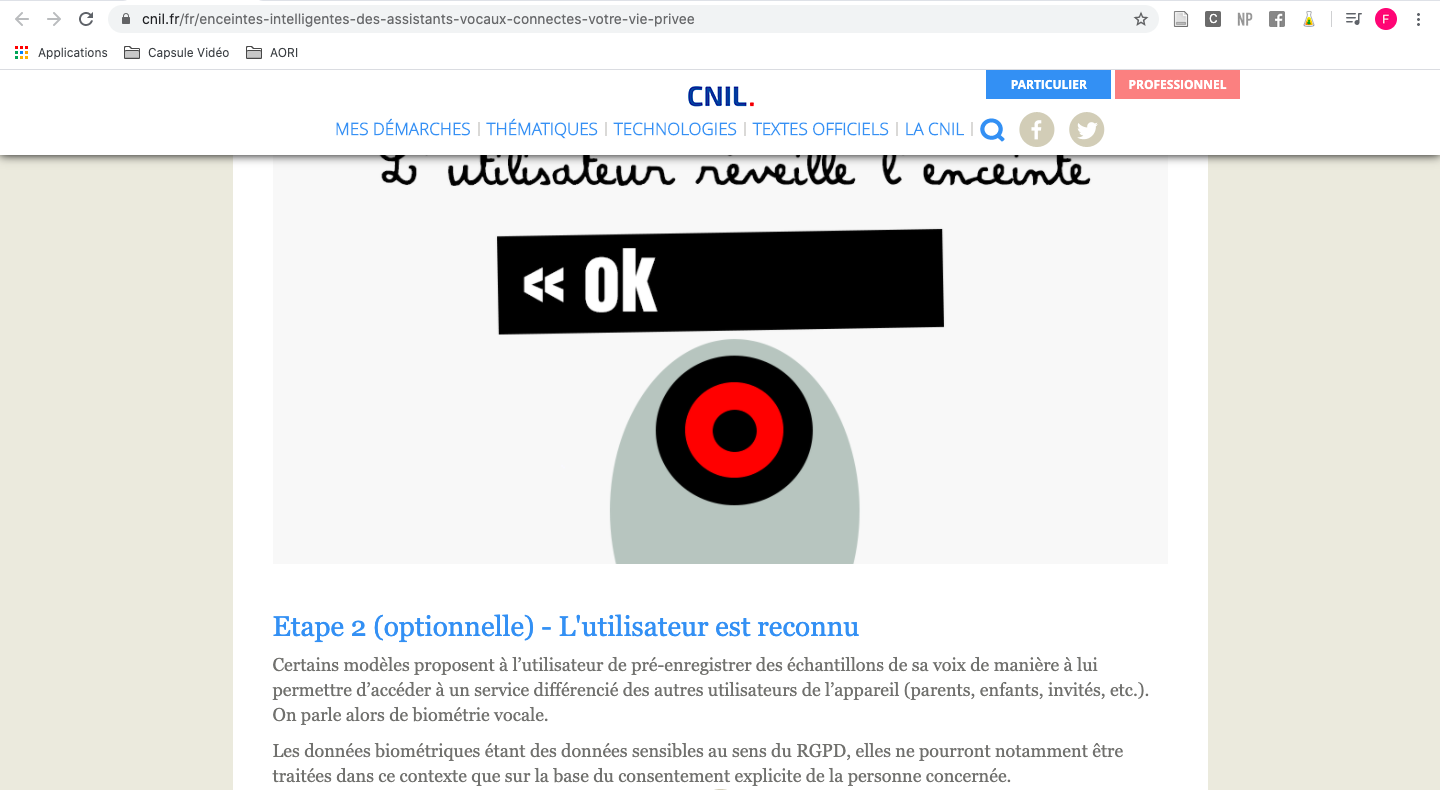 cnil.fr/fr/enceintes-intelligentes-des-assistants-vocaux-connectes-votre-vie-privee
C
NP
F
Applications
Capsule Vidéo
AORI
PARTICULIER
PROFESSIONNEL
CNIL.
MES DÉMARCHES | THÉMATIQUES | TECHNOLOGIES | TEXTES OFFICIELS | LA CNIL |
L'utilisateur réveille l'enceinte
« ok
Etape 2 (optionnelle) - L'utilisateur est reconnu
Certains modèles proposent à l’utilisateur de pré-enregistrer des échantillons de sa voix de manière à lui
permettre d’accéder à un service différencié des autres utilisateurs de l’appareil (parents, enfants, invités, etc.).
On parle alors de biométrie vocale.
Les données biométriques étant des données sensibles au sens du RGPD, elles ne pourront notamment être
traitées dans ce contexte que sur la base du consentement explicite de la personne concernée.